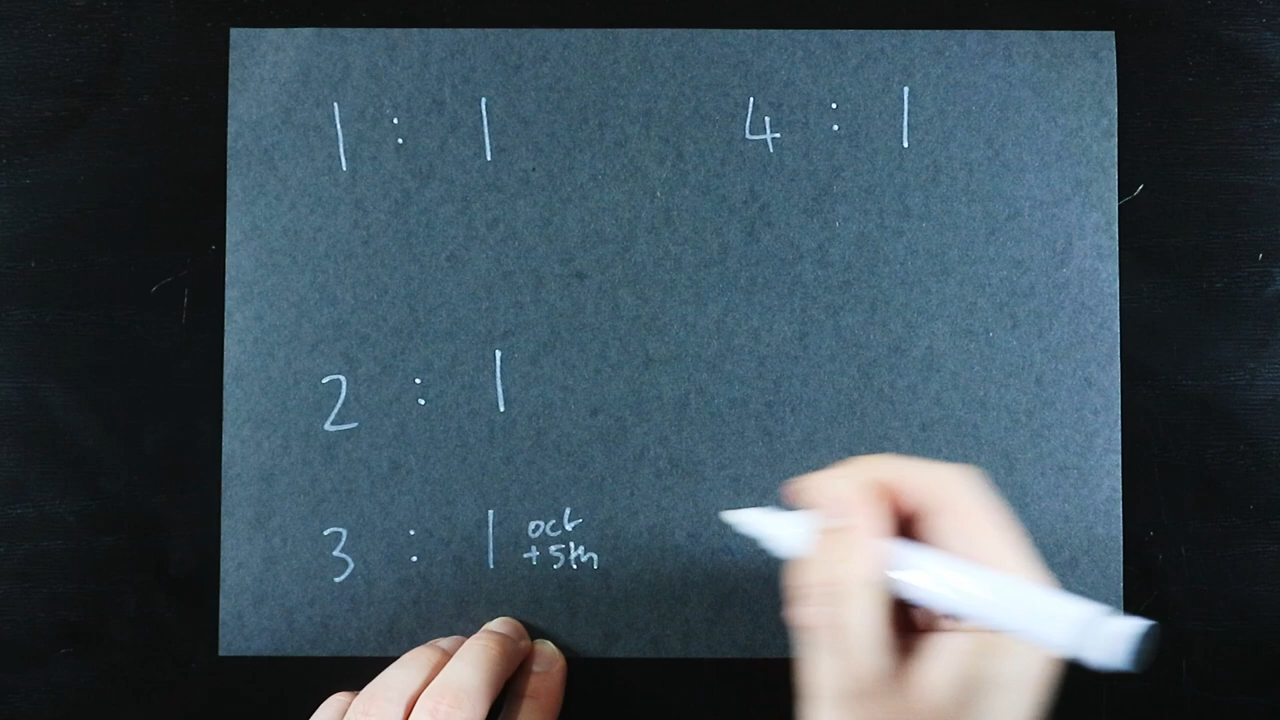 1 : 1
4 : 1
2 : 1
3 : 1 oct
+5th